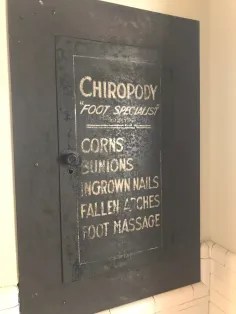 CHIROPODY
"FOOT SPECIALIST"
CORNS
BUNIONS
INGROWN NAILS
FALLEN ARCHES
FOOT MASSAGE